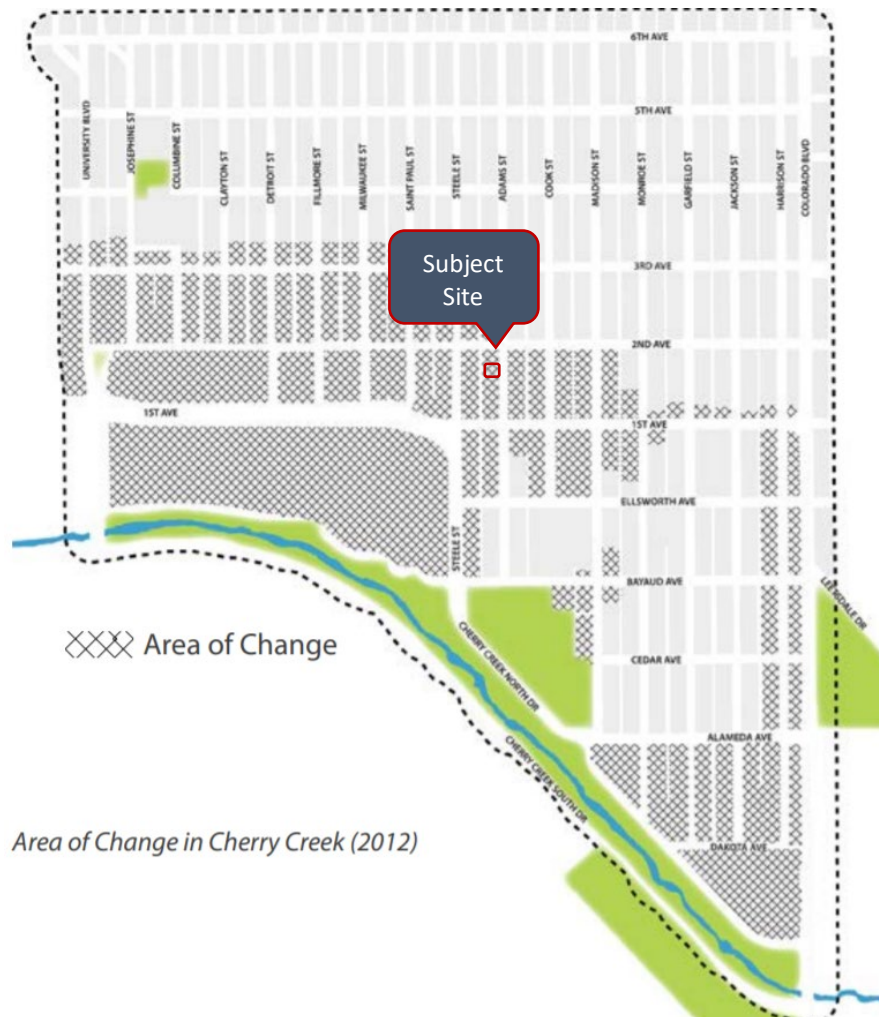 6TH AVE
5TH AVE
UNIVERSITY BLVD
JOSEPHINE ST
COLUMBINE ST
CLAYTON ST
DETROIT ST
FILLMORE ST
MILWAUKEE ST
SAINT PAUL ST
STEELE ST
ADAMS ST
COOK ST
MADISON ST
MONROE ST
GARFIELD ST
JACKSON ST
HARRISON ST
COLORADO BLVD
Subject
Site
3RD AVE
2ND AVE
1ST AVE
1ST AVE
ELLSWORTH AVE
STEELE ST
BAYAUD AVE
LEETSDALE DR
Area of Change
CEDAR AVE
CHERRY CREEK NORTH DR
ALAMEDA AVE
CHERRY CREEK SOUTH DR
Area of Change in Cherry Creek (2012)
DAKOTA AVE